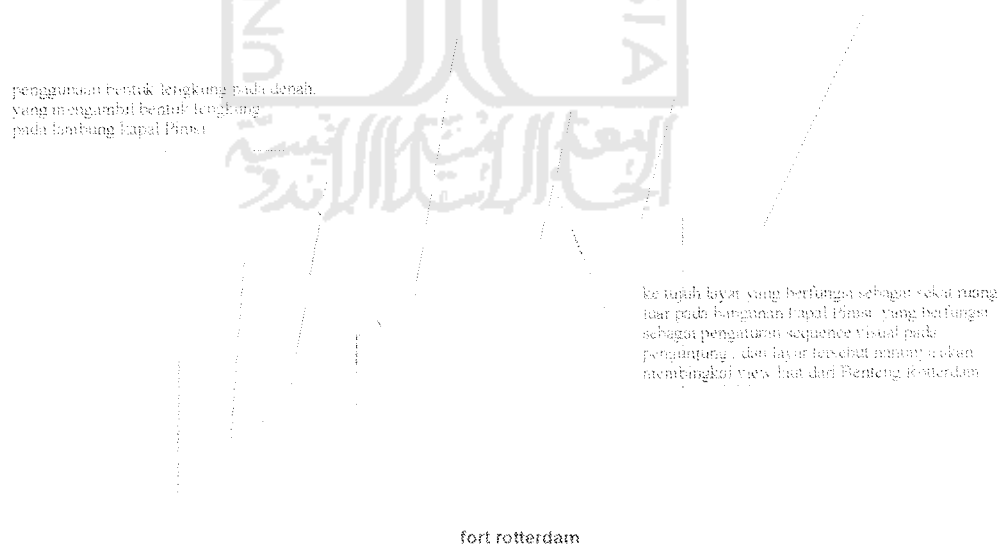 penggunaan bentuk lengkung pada denah,
yang mengambil bentuk lengkung
pada lambung kapal Pinisi
ke tujuh layar yang berfungsi sebagai sekat ruang
luar pada bangunan kapal Pinisi yang berfungsi
sebagai pengaturan sequence visual pada
pengunjung , dan layar tersebut akan
membingkai view laut dari Benteng Rotterdam
fort rotterdam